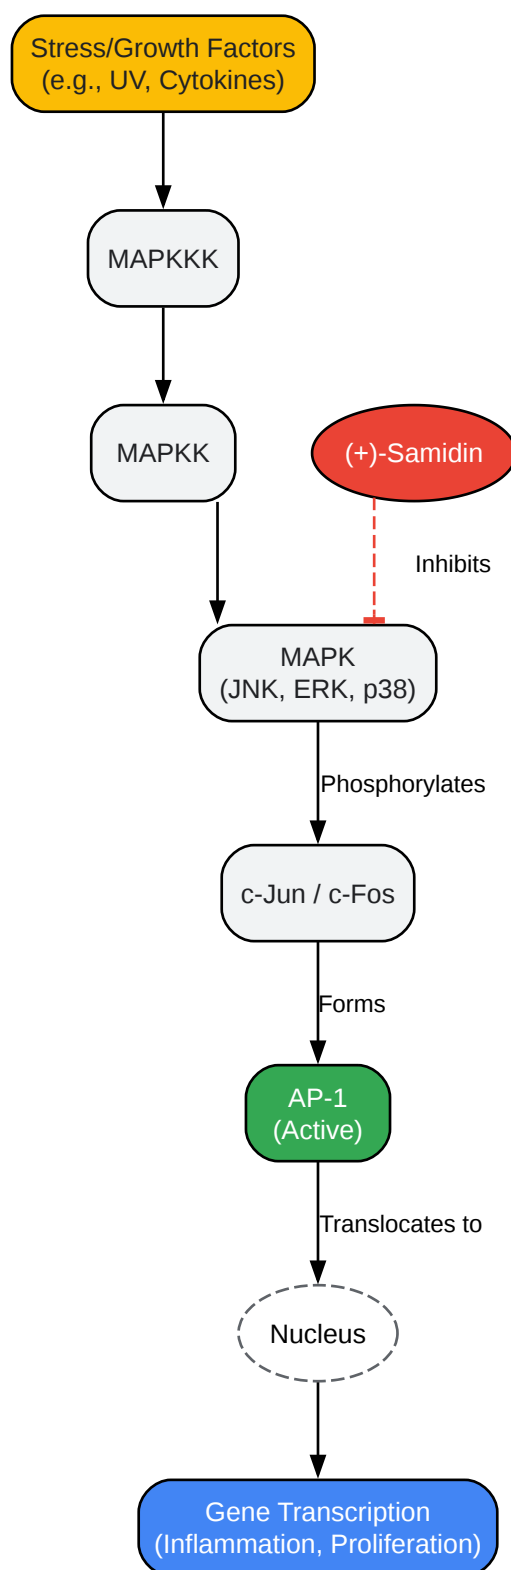 Stress/Growth Factors
(e.g., UV, Cytokines)
MAPKKK
MAPKK
(+)-Samidin
Inhibits
MAPK
(JNK, ERK, p38)
Phosphorylates
c-Jun / c-Fos
Forms
AP-1
(Active)
Translocates to
Nucleus
Gene Transcription
(Inflammation, Proliferation)